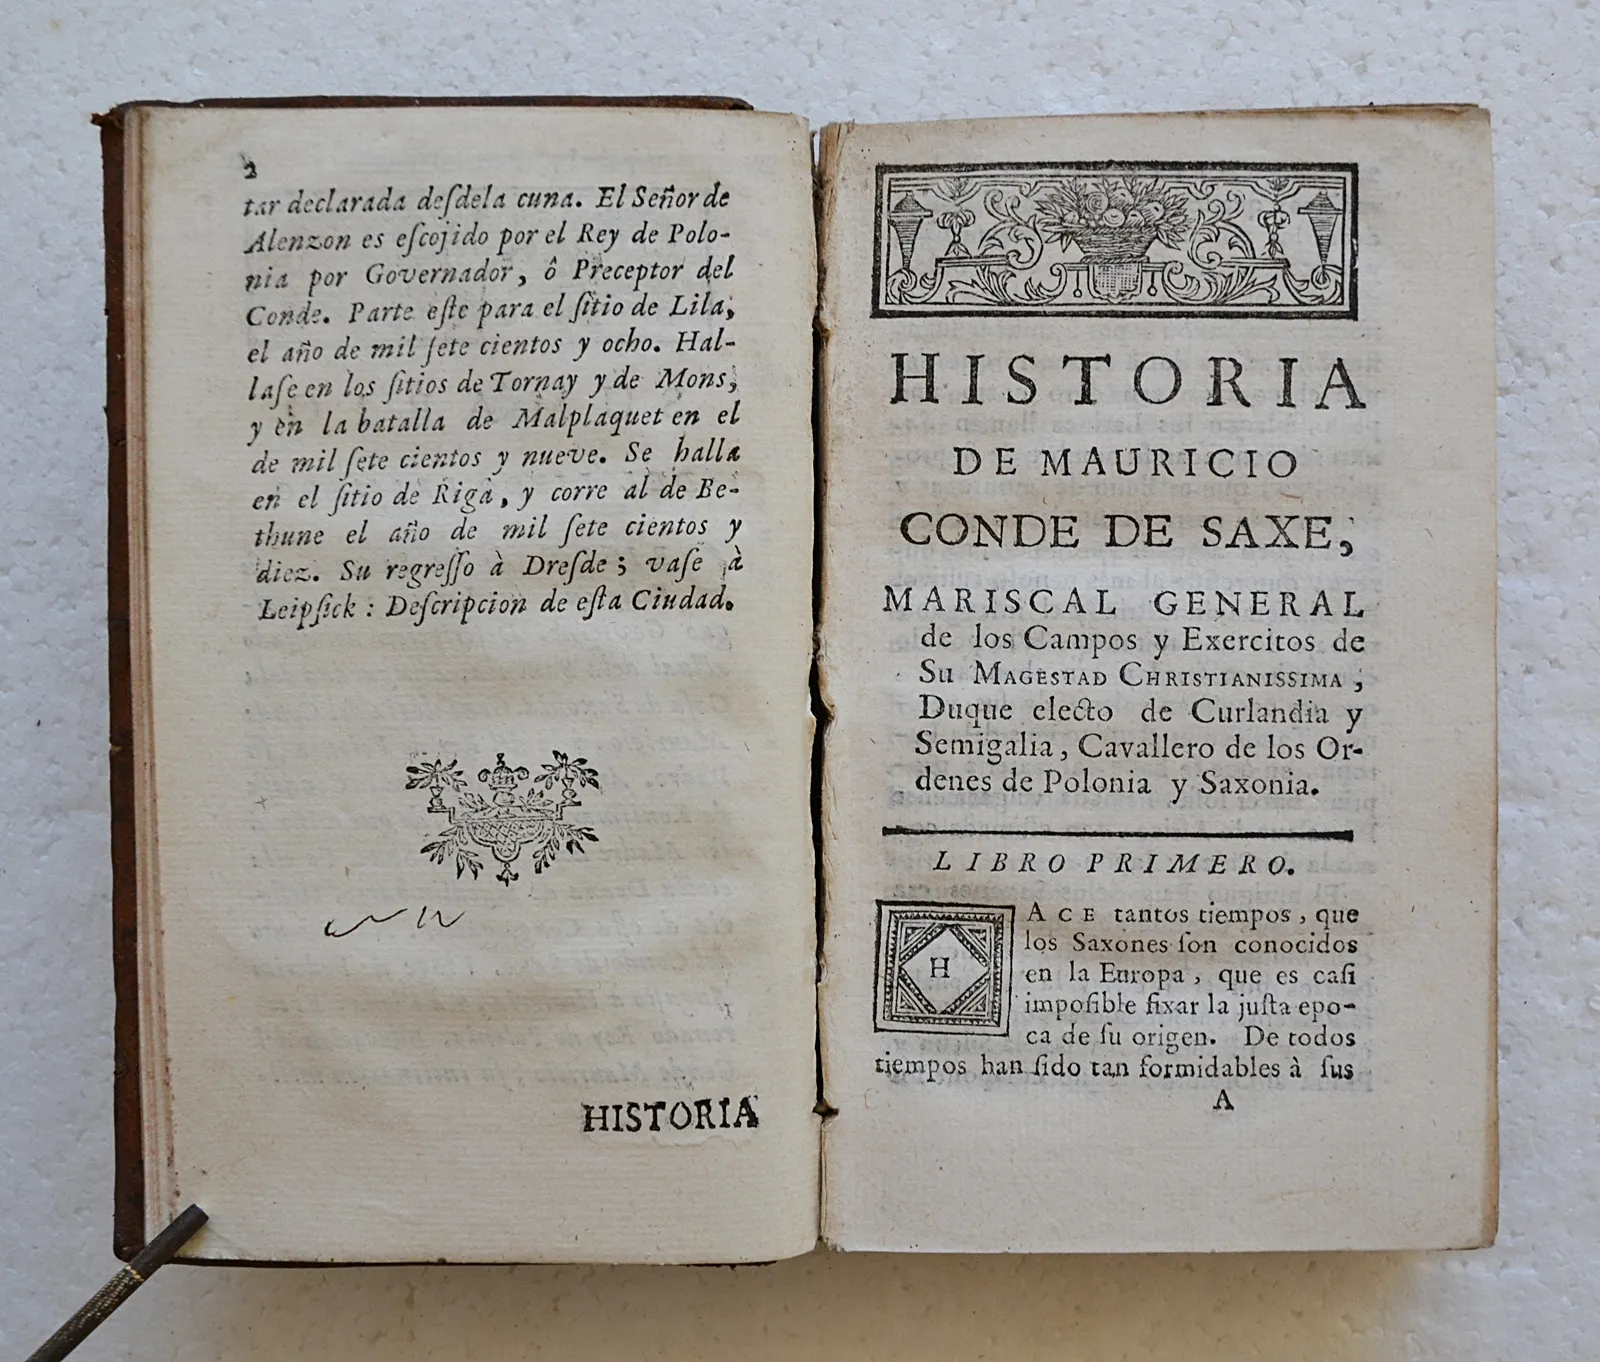 2
tar declarada deſdela cuna. El Señor de
Alenzon es eſcojido por el Rey de Polo-
nia por Governador, ô Preceptor del
Conde. Parte eſte para el ſitio de Lila,
el año de mil ſete cientos y ocho. Hal-
laſe en los ſitios de Tornay y de Mons,
y en la batalla de Malplaquet en el
de mil ſete cientos y nueve. Se halla
en el ſitio de Riga, y corre al de Be-
thune el año de mil ſete cientos y
diez. Su regreſſo à Dreſde ; vaſe à
Leipſick : Deſcripcion de eſta Ciudad.
HISTORIA
HISTORIA
DE MAURICIO
CONDE DE SAXE,
MARISCAL GENERAL
de los Campos y Exercitos de
Su MAGESTAD CHRISTIANISSIMA,
Duque electo de Curlandia y
Semigalia, Cavallero de los Or-
denes de Polonia y Saxonia.
LIBRO PRIMERO.
HACE tantos tiempos, que
los Saxones ſon conocidos
en la Europa, que es caſi
impoſible fixar la juſta epo-
ca de ſu origen. De todos
tiempos han ſido tan formidables à ſus
A